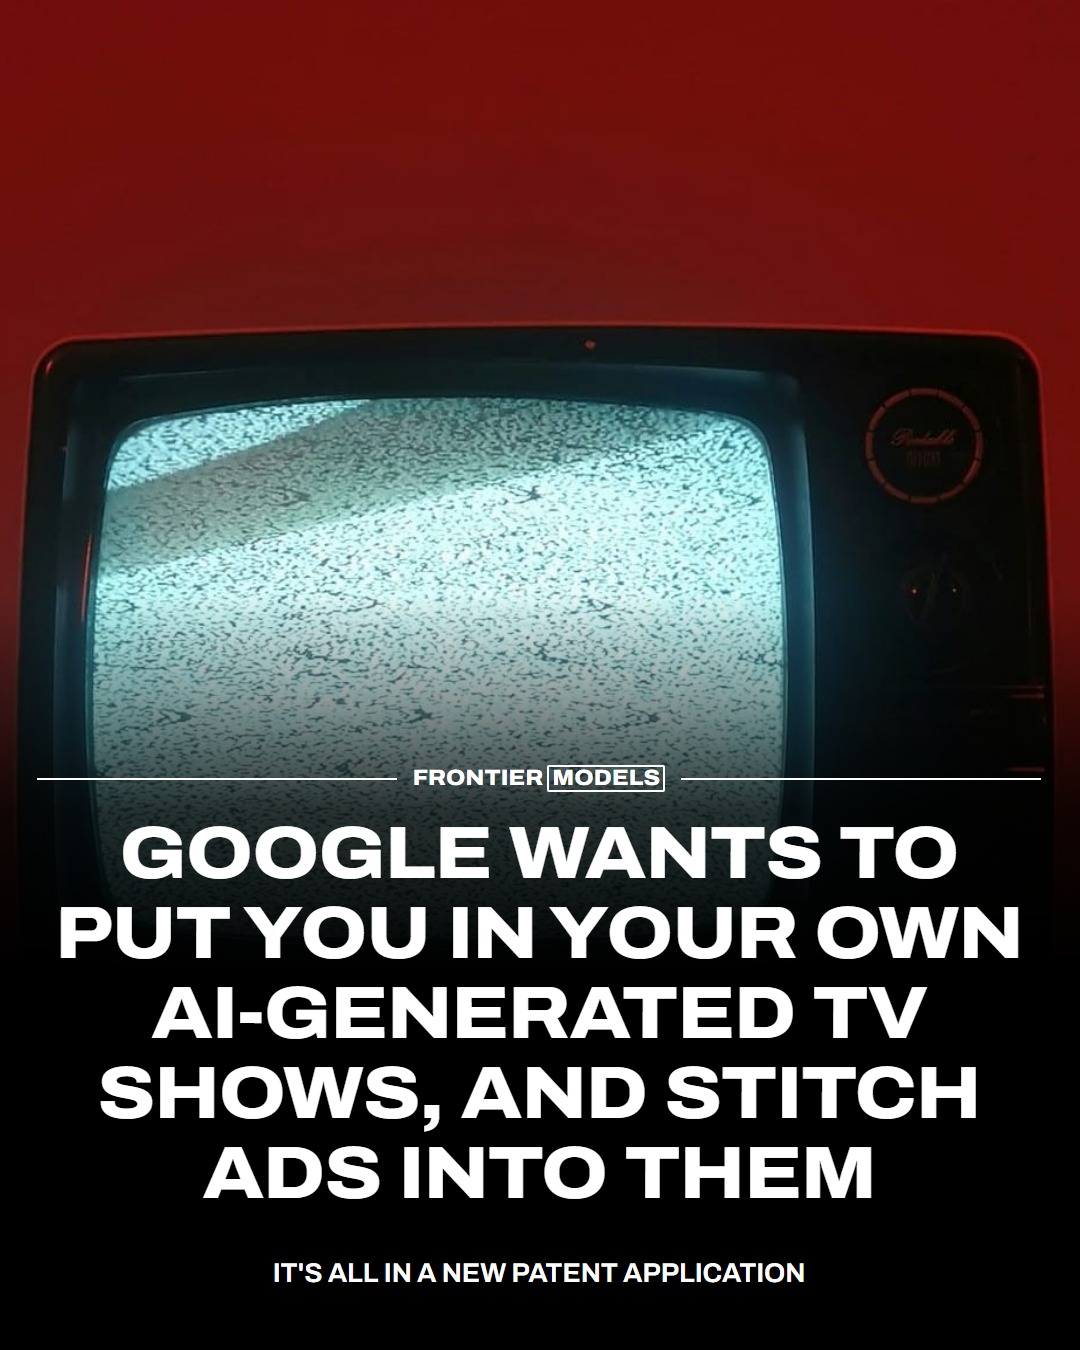 FRONTIER MODELS
GOOGLE WANTS TO
PUT YOU IN YOUR OWN
AI-GENERATED TV
SHOWS, AND STITCH
ADS INTO THEM
IT'S ALL IN A NEW PATENT APPLICATION